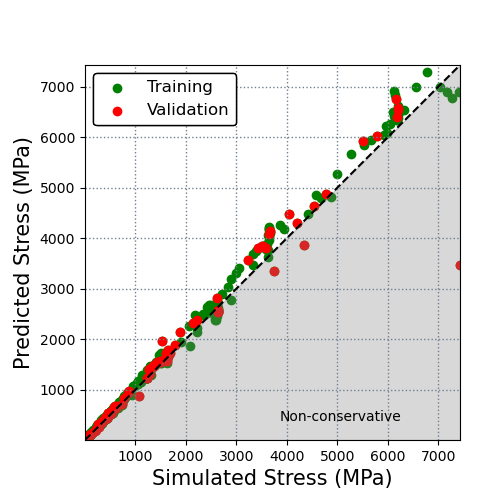 Training
Validation
7000
6000
5000
4000
3000
2000
1000
Predicted Stress (MPa)
Non-conservative
1000 2000 3000 4000 5000 6000 7000
Simulated Stress (MPa)